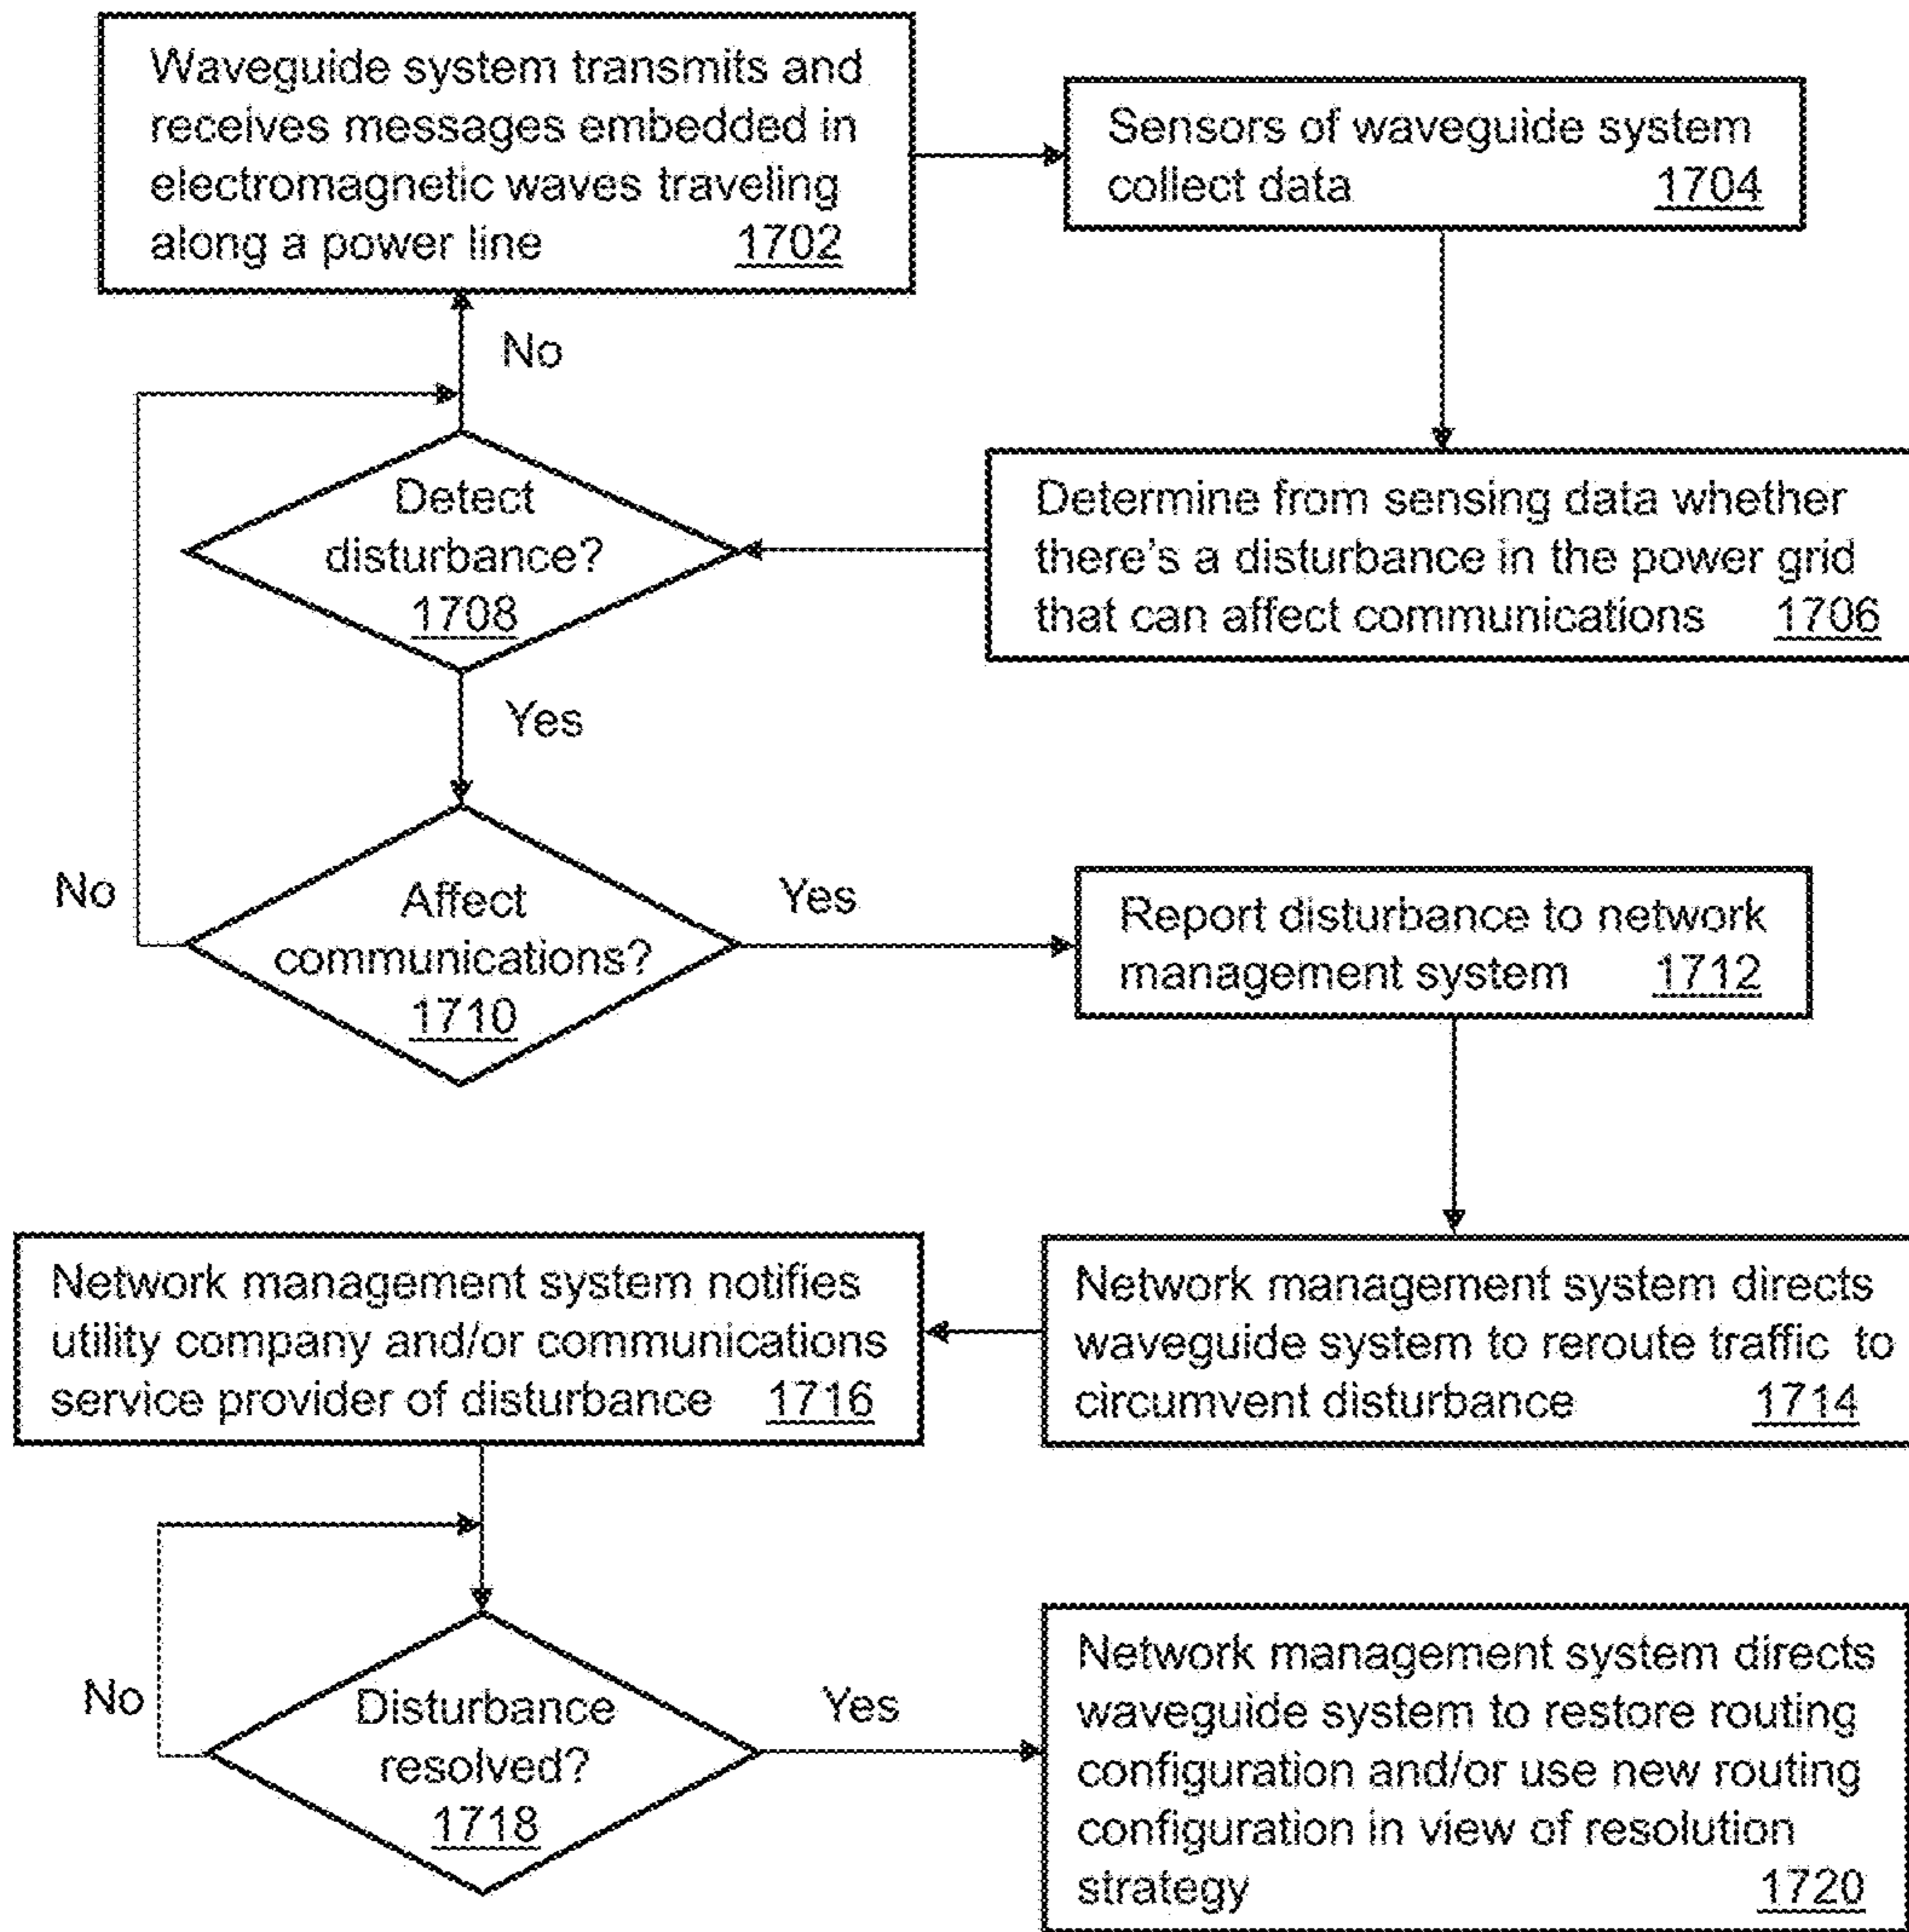 Waveguide system transmits and
receives messages embedded in
electromagnetic waves traveling
along a power line 1702
Sensors of waveguide system
collect data 1704
No
Detect
disturbance?
1708
Determine from sensing data whether
there's a disturbance in the power grid
that can affect communications 1706
Yes
No
Affect
communications?
1710
Yes
Report disturbance to network
management system 1712
Network management system directs
waveguide system to reroute traffic to
circumvent disturbance 1714
Network management system notifies
utility company and/or communications
service provider of disturbance 1716
No
Disturbance
resolved?
1718
Yes
Network management system directs
waveguide system to restore routing
configuration and/or use new routing
configuration in view of resolution
strategy 1720